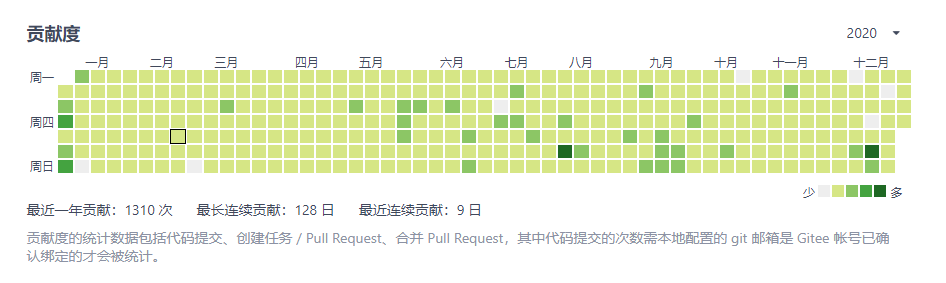 贡献度
2020
一月 二月 三月 四月 五月 六月 七月 八月 九月 十月 十一月 十二月
周一
周四
周日
少 多
最近一年贡献：1310 次 最长连续贡献：128 日 最近连续贡献：9 日
贡献度的统计数据包括代码提交、创建任务 / Pull Request、合并 Pull Request，其中代码提交的次数需本地配置的 git 邮箱是 Gitee 帐号已确
认绑定的才会被统计。